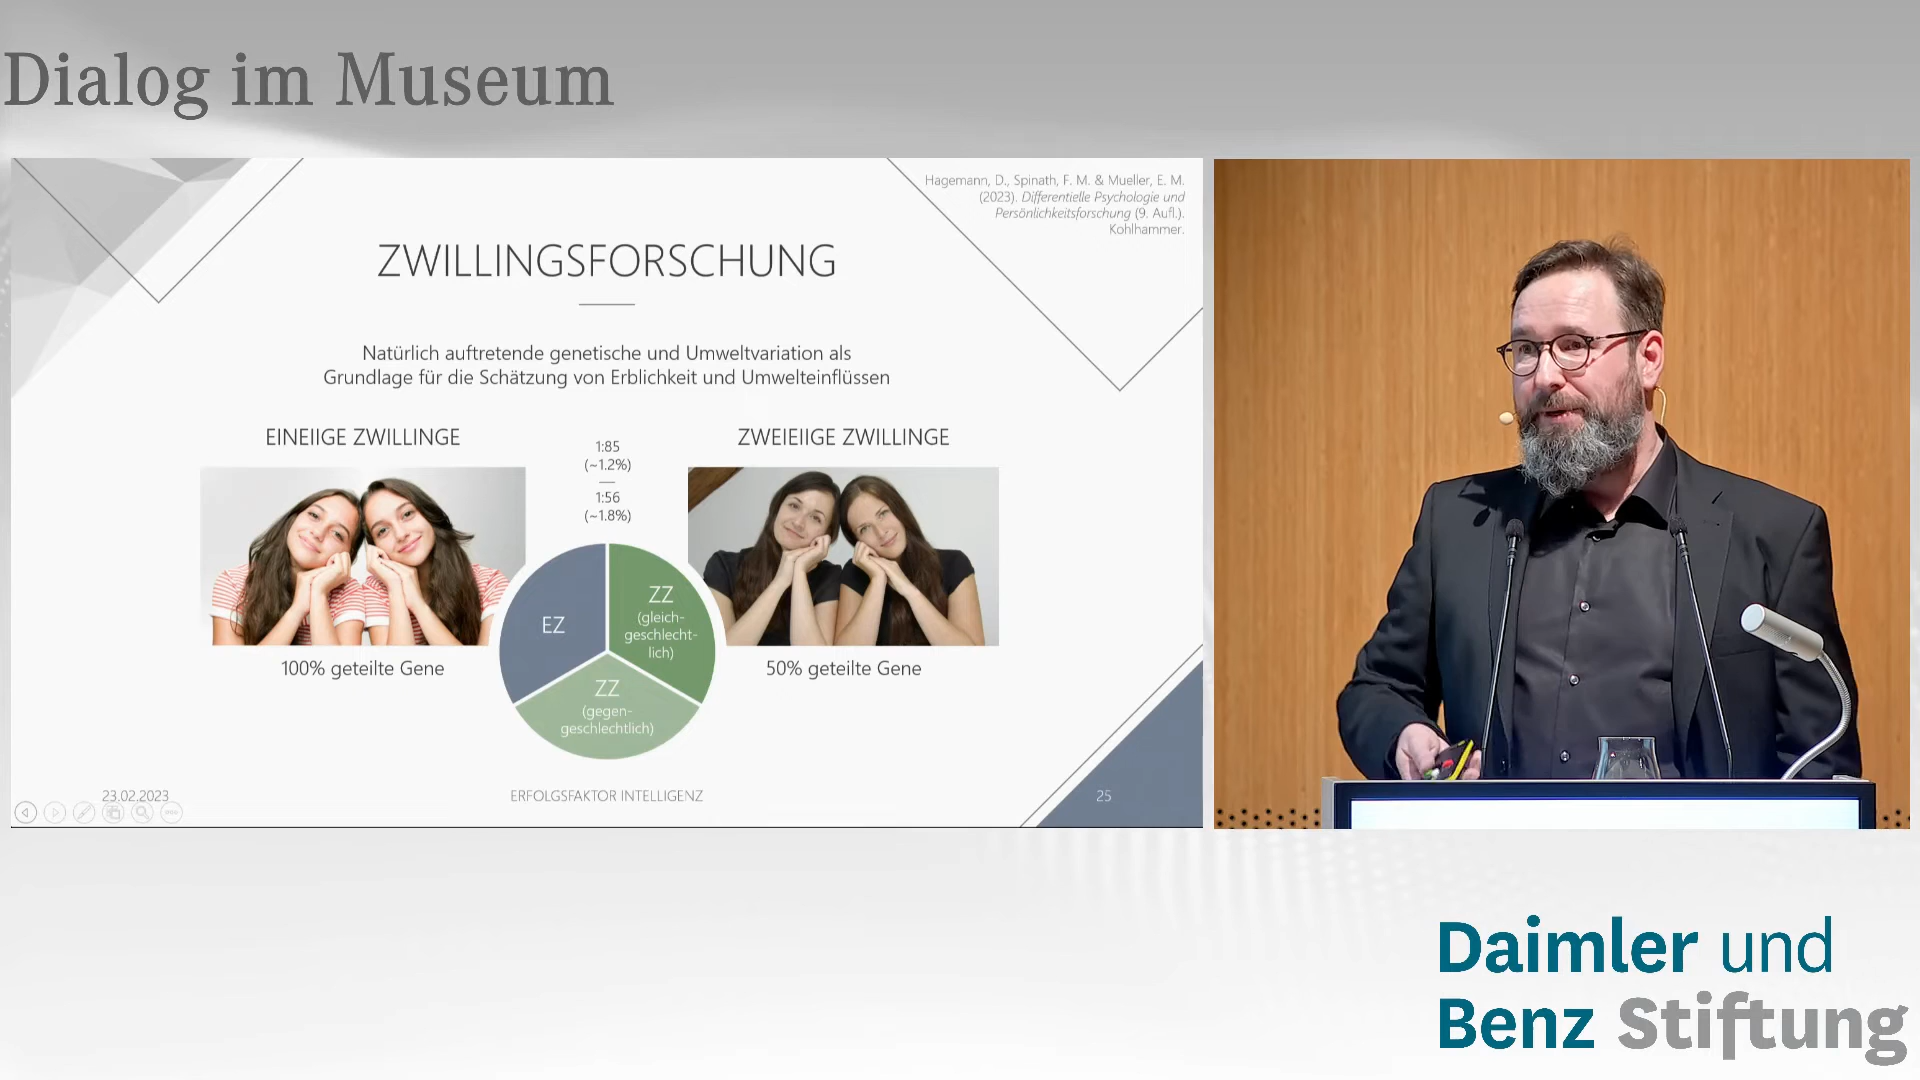 Dialog im Museum
Hagemann, D., Spinath, F. M. & Mueller, E. M.
(2023). Differentielle Psychologie und
Persönlichkeitsforschung (9. Aufl.).
Kohlhammer.
ZWILLINGSFORSCHUNG
Natürlich auftretende genetische und Umweltvariation als
Grundlage für die Schätzung von Erblichkeit und Umwelteinflüssen
EINEIIGE ZWILLINGE
1:85
(~1.2%)
1:56
(~1.8%)
ZWEIEIIGE ZWILLINGE
EZ
ZZ
(gleich-
geschlecht-
lich)
ZZ
(gegen-
geschlechtlich)
100% geteilte Gene
50% geteilte Gene
23.02.2023
ERFOLGSFAKTOR INTELLIGENZ
25
Daimler und
Benz Stiftung